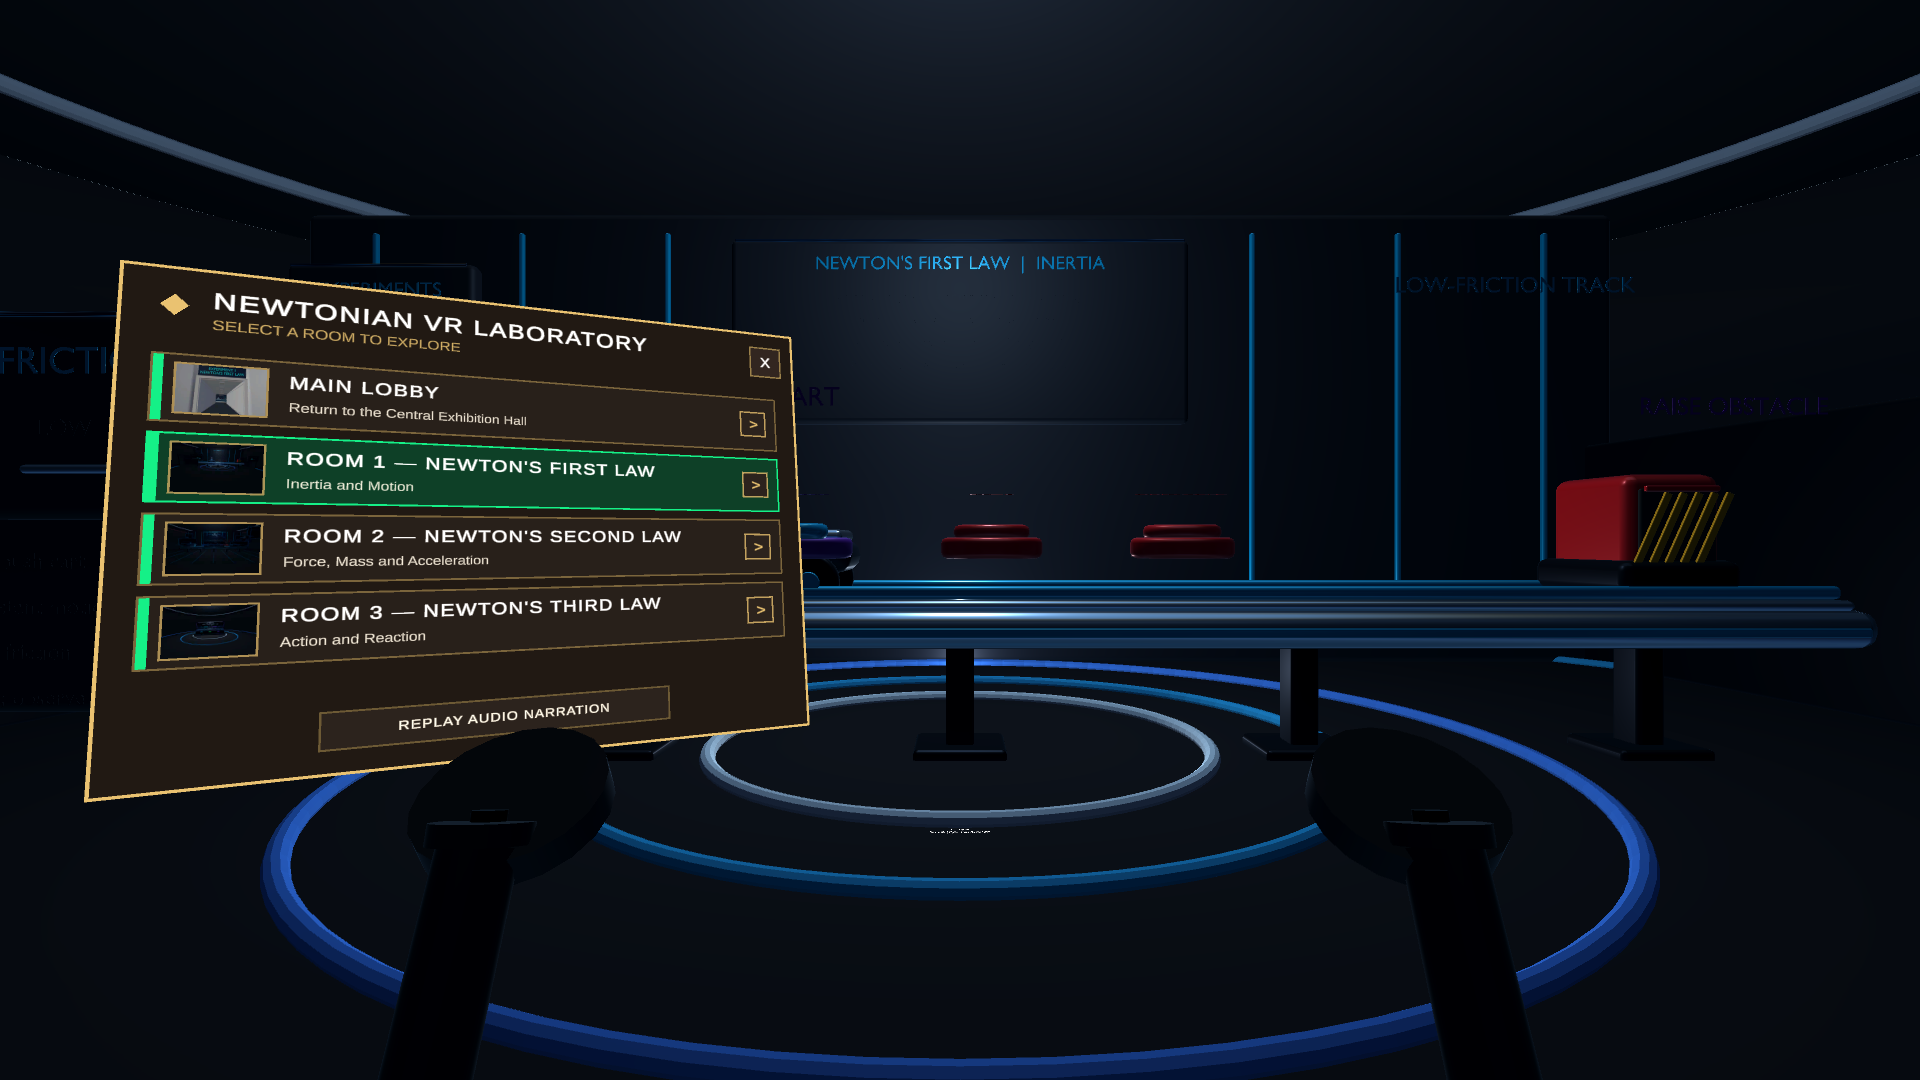 NEWTON'S FIRST LAW | INERTIA
LOW-FRICTION TRACK
NEWTONIAN VR LABORATORY
SELECT A ROOM TO EXPLORE
X
MAIN LOBBY
Return to the Central Exhibition Hall
>
ROOM 1 — NEWTON'S FIRST LAW
Inertia and Motion
>
ROOM 2 — NEWTON'S SECOND LAW
Force, Mass and Acceleration
>
ROOM 3 — NEWTON'S THIRD LAW
Action and Reaction
>
REPLAY AUDIO NARRATION